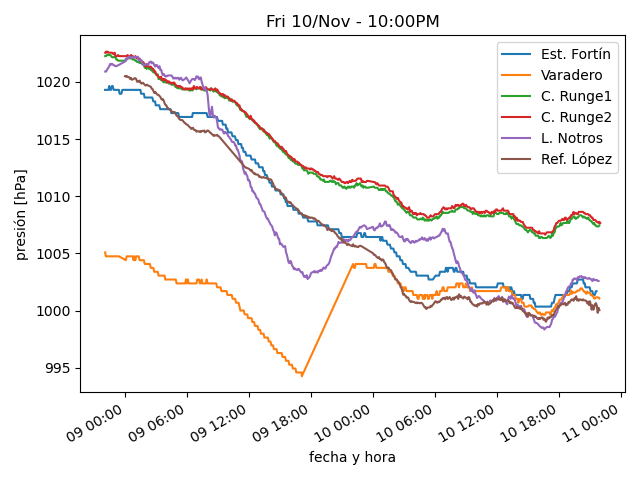 Fri 10/Nov - 10:00PM
Est. Fortín
Varadero
C. Runge1
C. Runge2
L. Notros
Ref. López
presión [hPa]
1020
1015
1010
1005
1000
995
09 00:00
09 06:00
09 12:00
09 18:00
10 00:00
10 06:00
10 12:00
10 18:00
11 00:00
fecha y hora